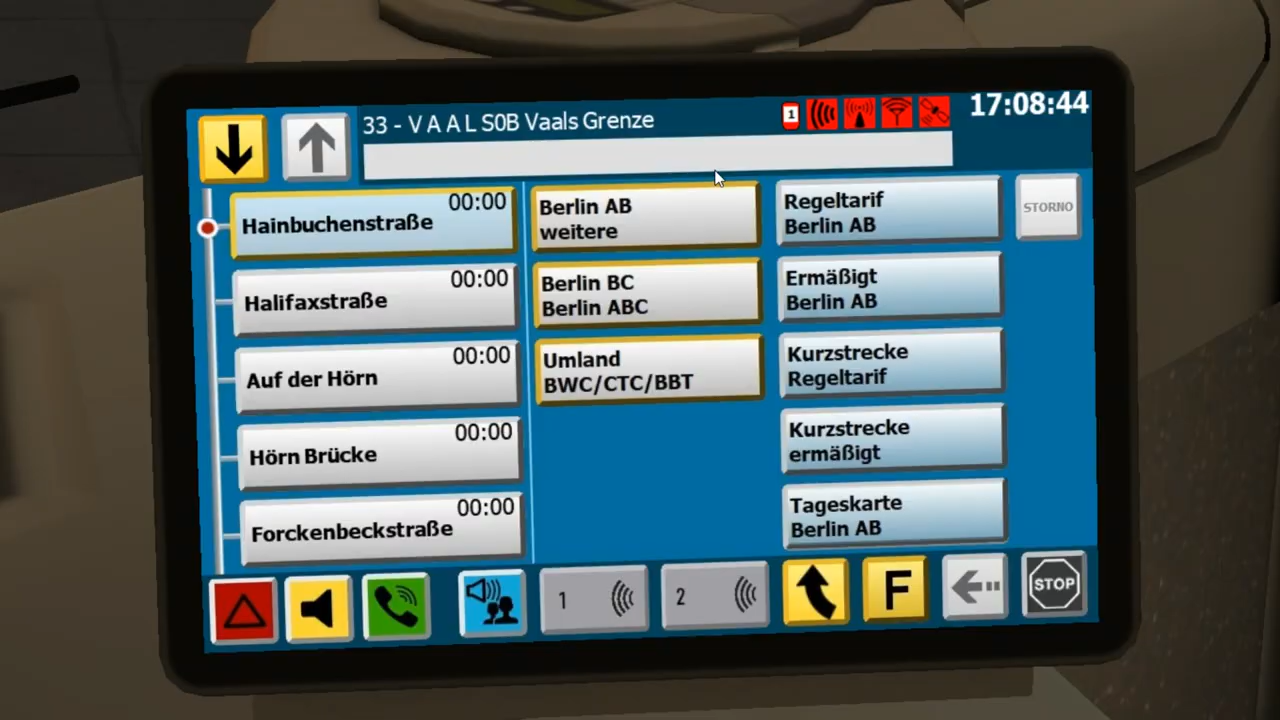 33 - V A A L S0B Vaals Grenze
1
17:08:44
Hainbuchenstraße 00:00
Halifaxstraße 00:00
Auf der Hörn 00:00
Hörn Brücke 00:00
Forckenbeckstraße 00:00
Berlin AB
weitere
Berlin BC
Berlin ABC
Umland
BWC/CTC/BBT
Regeltarif
Berlin AB
Ermäßigt
Berlin AB
Kurzstrecke
Regeltarif
Kurzstrecke
ermäßigt
Tageskarte
Berlin AB
STORNO
1
2
F
STOP